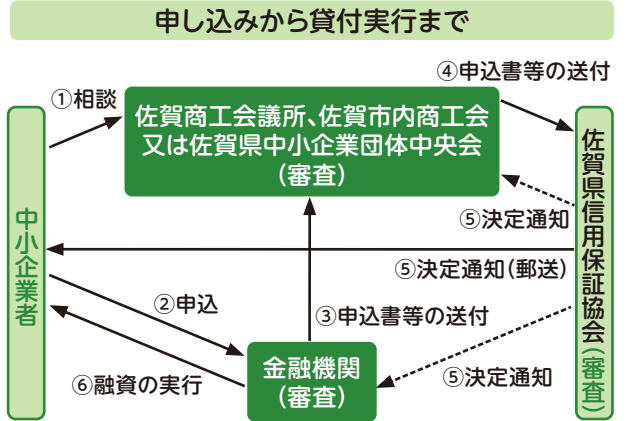 申し込みから貸付実行まで
④申込書等の送付
①相談
佐賀商工会議所、佐賀市内商工会
又は佐賀県中小企業団体中央会
(審査)
佐賀県信用保証協会(審査)
中小企業者
⑤決定通知
⑤決定通知(郵送)
②申込
③申込書等の送付
金融機関
(審査)
⑤決定通知
⑥融資の実行